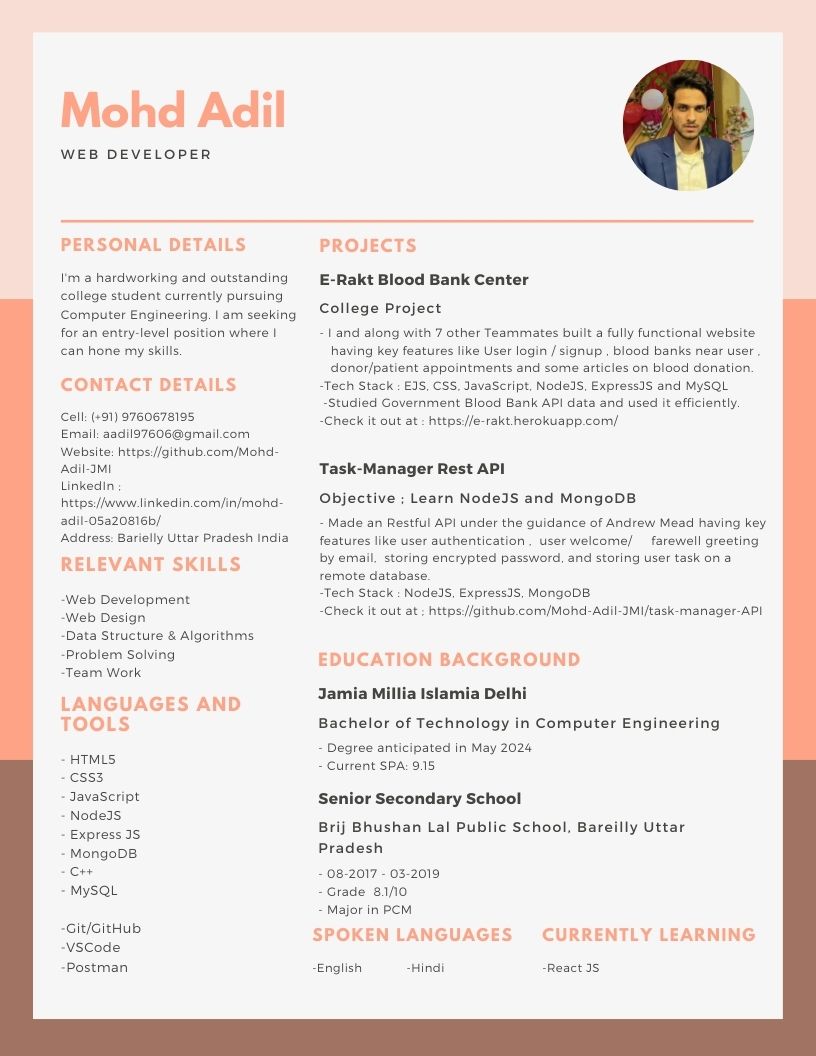 Mohd Adil
WEB DEVELOPER
PERSONAL DETAILS
I'm a hardworking and outstanding
college student currently pursuing
Computer Engineering. I am seeking
for an entry-level position where I
can hone my skills.
CONTACT DETAILS
Cell: (+91) 9760678195
Email: aadil97606@gmail.com
Website: https://github.com/Mohd-
Adil-JMI
LinkedIn ;
https://www.linkedin.com/in/mohd-
adil-05a20816b/
Address: Barielly Uttar Pradesh India
RELEVANT SKILLS
-Web Development
-Web Design
-Data Structure & Algorithms
-Problem Solving
-Team Work
LANGUAGES AND
TOOLS
- HTML5
- CSS3
- JavaScript
- NodeJS
- Express JS
- MongoDB
- C++
- MySQL
-Git/GitHub
-VSCode
-Postman
PROJECTS
E-Rakt Blood Bank Center
College Project
- I and along with 7 other Teammates built a fully functional website
having key features like User login / signup , blood banks near user ,
donor/patient appointments and some articles on blood donation.
-Tech Stack : EJS, CSS, JavaScript, NodeJS, ExpressJS and MySQL
-Studied Government Blood Bank API data and used it efficiently.
-Check it out at : https://e-rakt.herokuapp.com/
Task-Manager Rest API
Objective ; Learn NodeJS and MongoDB
- Made an Restful API under the guidance of Andrew Mead having key
features like user authentication , user welcome/ farewell greeting
by email, storing encrypted password, and storing user task on a
remote database.
-Tech Stack : NodeJS, ExpressJS, MongoDB
-Check it out at ; https://github.com/Mohd-Adil-JMI/task-manager-API
EDUCATION BACKGROUND
Jamia Millia Islamia Delhi
Bachelor of Technology in Computer Engineering
- Degree anticipated in May 2024
- Current SPA: 9.15
Senior Secondary School
Brij Bhushan Lal Public School, Bareilly Uttar
Pradesh
- 08-2017 - 03-2019
- Grade 8.1/10
- Major in PCM
SPOKEN LANGUAGES
-English -Hindi
CURRENTLY LEARNING
-React JS